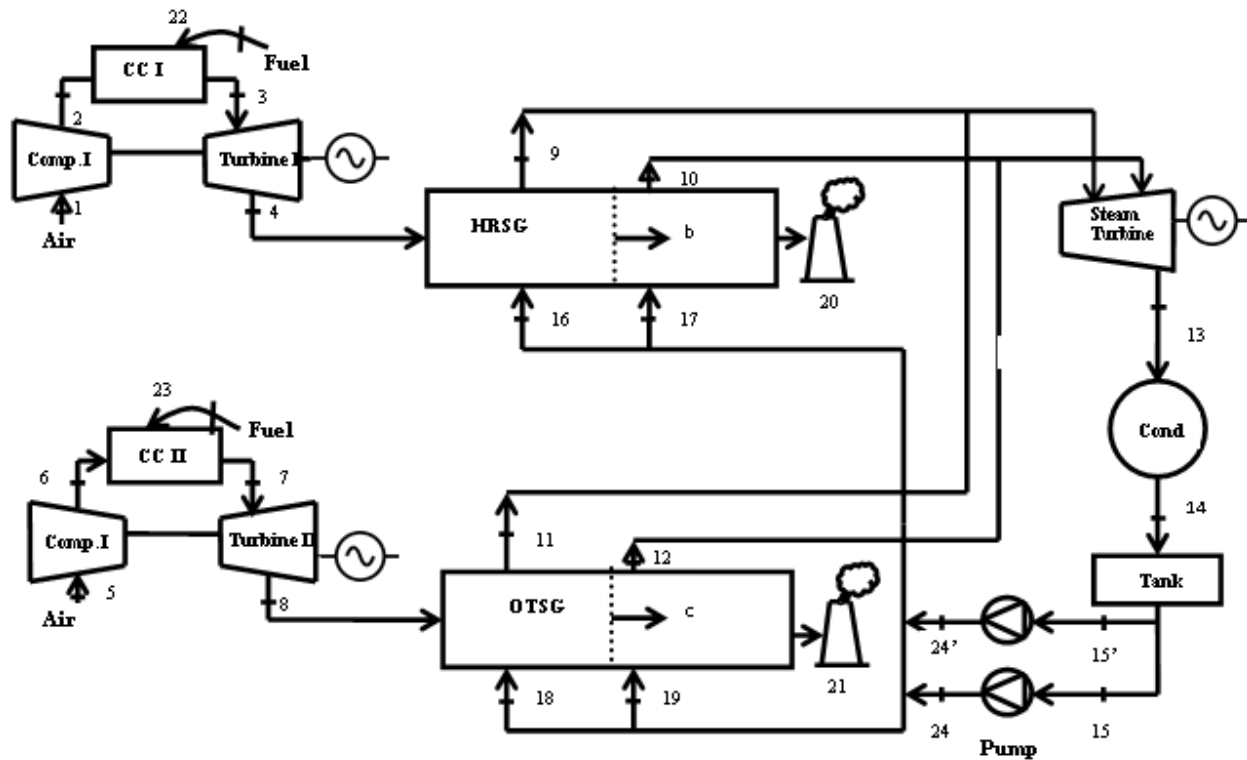 22
Fuel
CC I
2
3
Comp.I
Turbine I
1
4
Air
9
10
HRSG
b
16
17
20
Steam
Turbine
13
Cond
14
Tank
23
Fuel
CC II
6
7
Comp.I
Turbine II
5
8
Air
11
12
OTSG
c
18
19
21
24’
15’
24
15
Pump